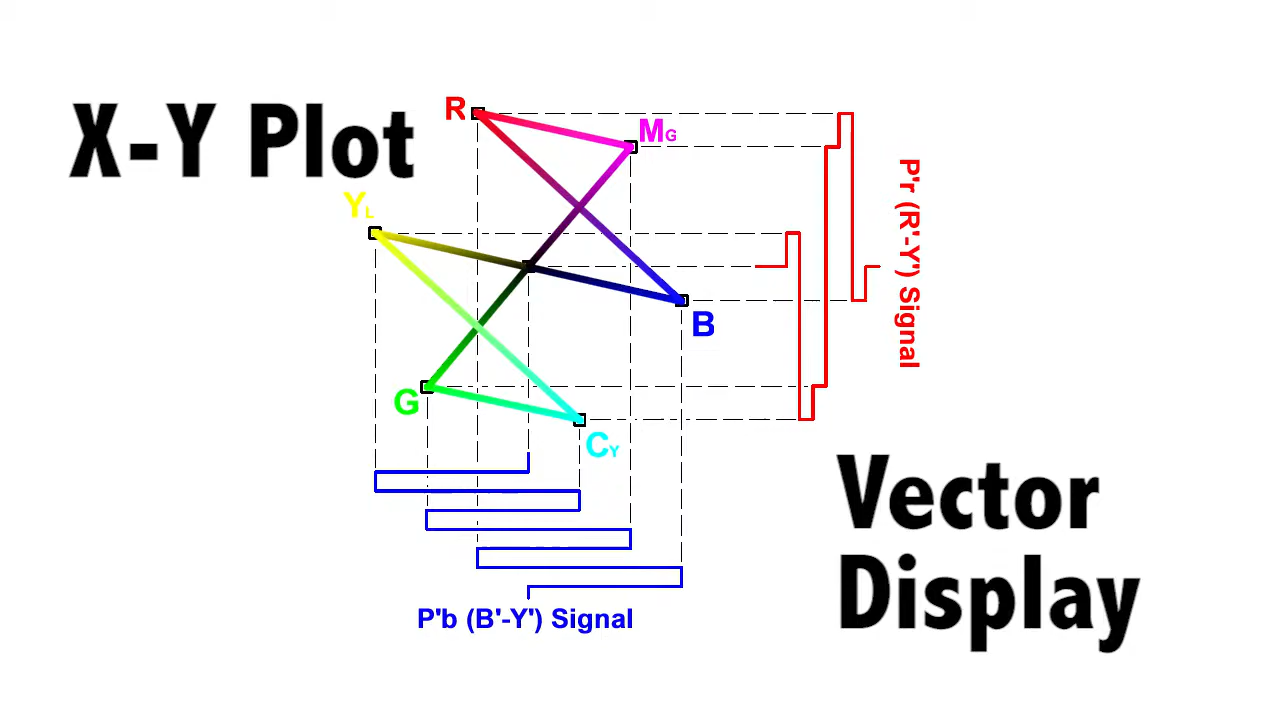 X-Y Plot
R
MG
YL
P'r (R'-Y') Signal
B
G
CY
Vector
Display
P'b (B'-Y') Signal